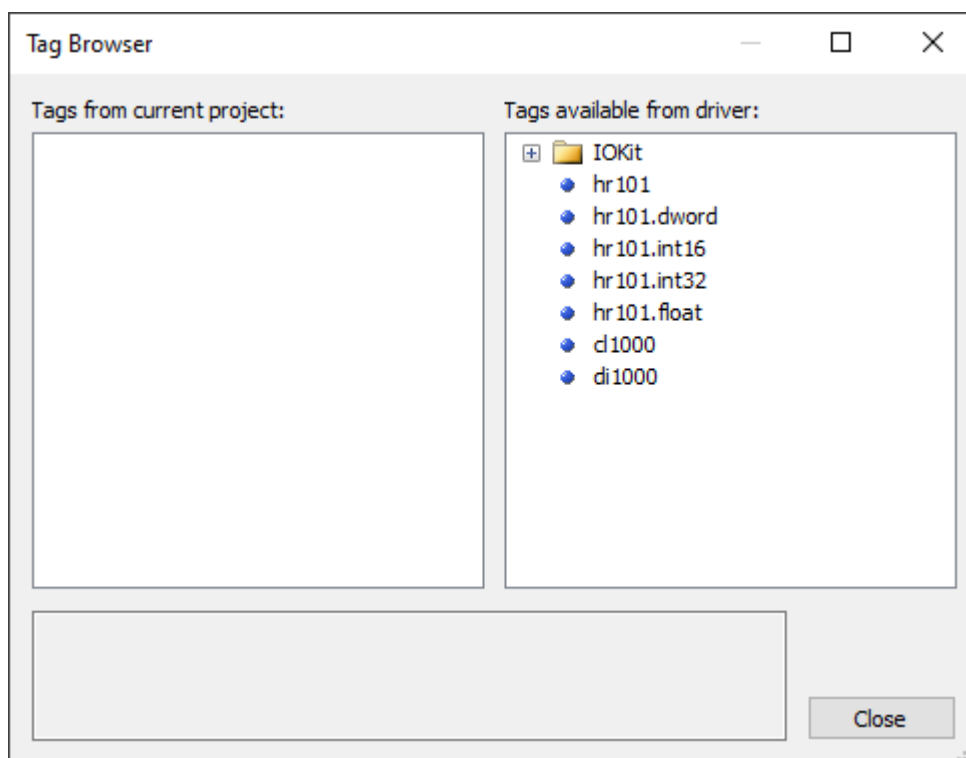 Tag Browser
Tags from current project:
Tags available from driver:
IOKit
hr101
hr101.dword
hr101.int16
hr101.int32
hr101.float
cl1000
di1000
Close